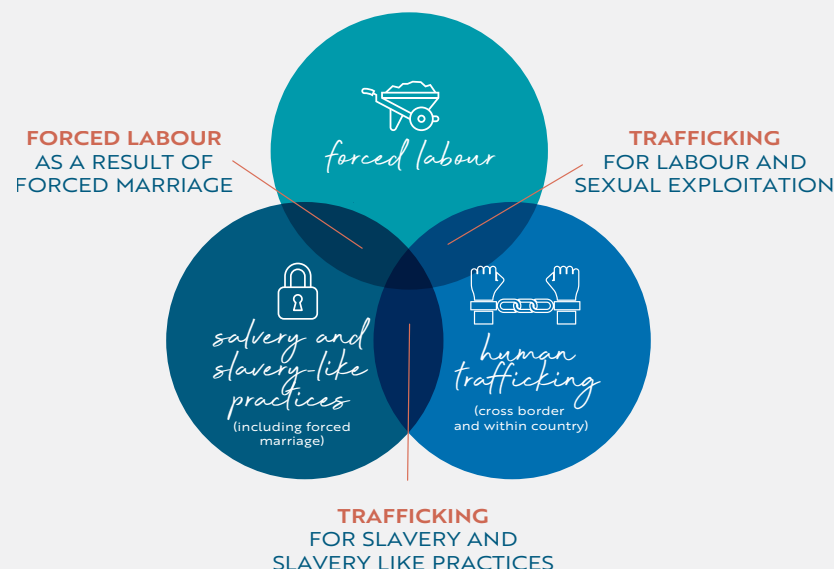 forced labour
FORCED LABOUR
AS A RESULT OF
FORCED MARRIAGE
TRAFFICKING
FOR LABOUR AND
SEXUAL EXPLOITATION
salvery and
slavery-like
practices
(including forced
marriage)
human
trafficking
(cross border
and within country)
TRAFFICKING
FOR SLAVERY AND
SLAVERY LIKE PRACTICES